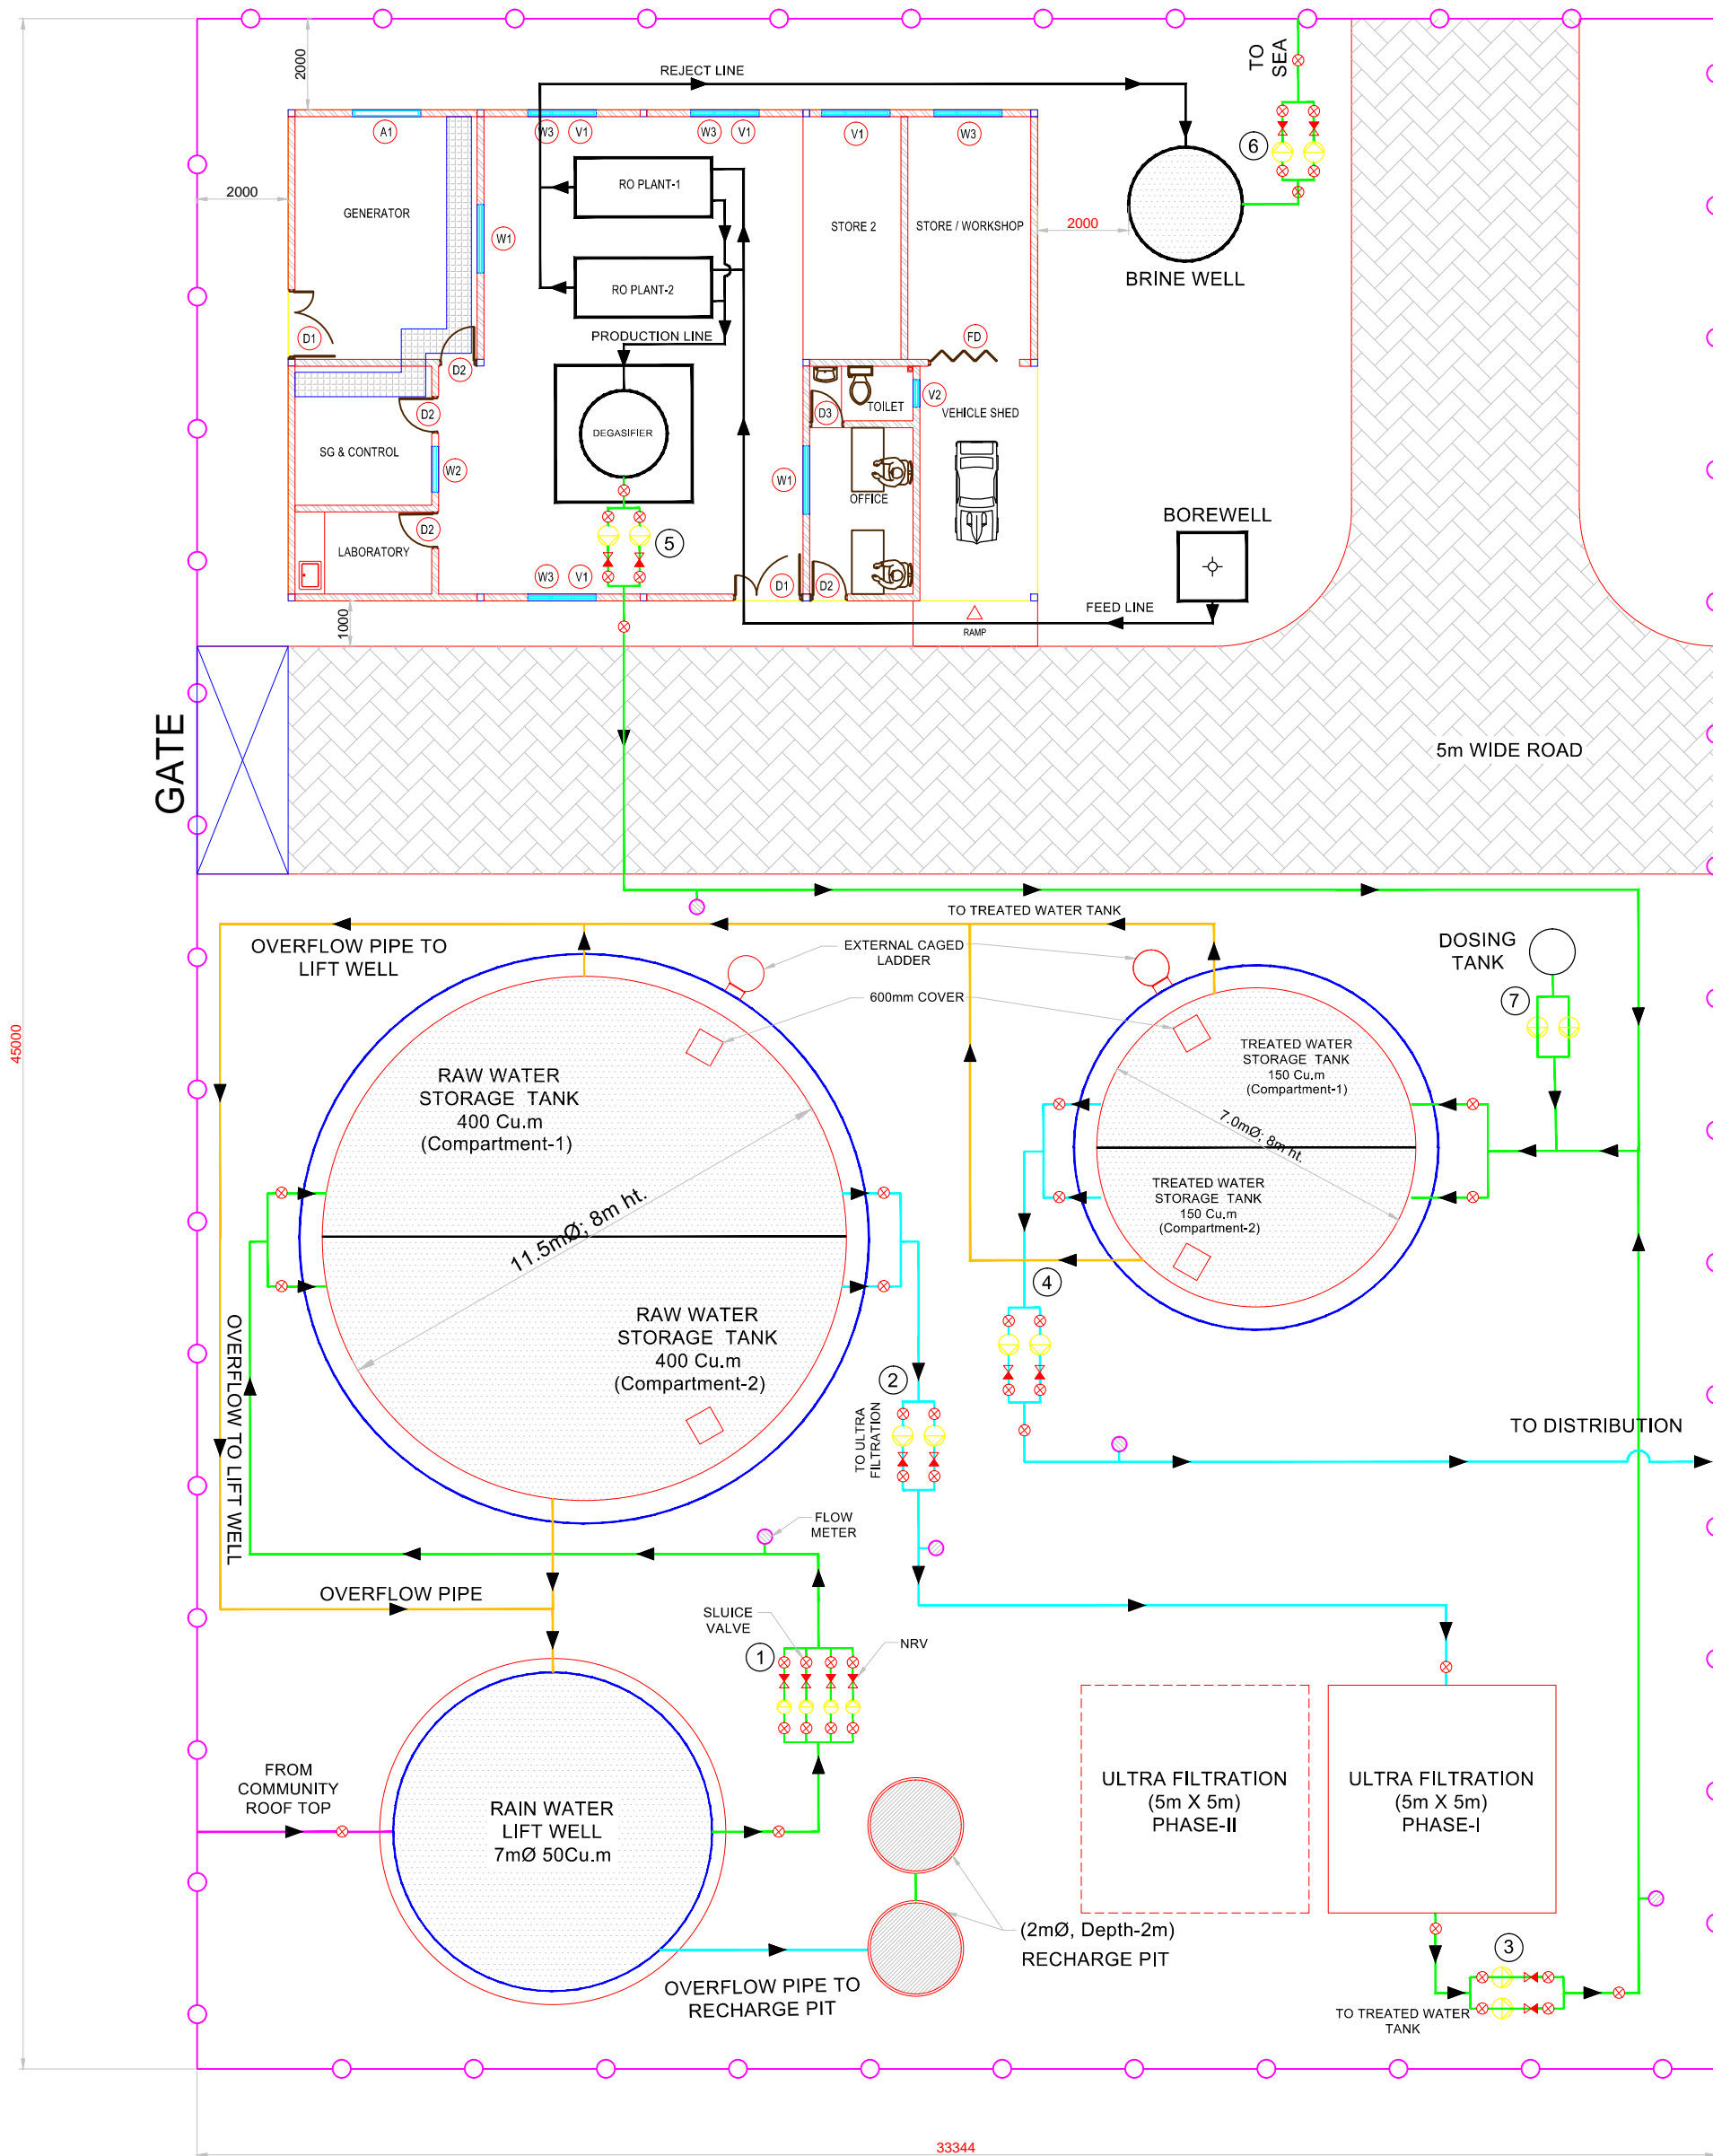 REJECT LINE
TO
SEA
2000
A1
W3
V1
W3
V1
V1
W3
6
RO PLANT-1
2000
GENERATOR
W1
STORE 2
STORE / WORKSHOP
2000
BRINE WELL
RO PLANT-2
PRODUCTION LINE
D1
FD
D2
D2
D3
TOILET
V2
VEHICLE SHED
DEGASIFIER
SG & CONTROL
W2
W1
OFFICE
BOREWELL
D2
LABORATORY
5
W3
V1
D1
D2
FEED LINE
RAMP
1000
GATE
5m WIDE ROAD
TO TREATED WATER TANK
OVERFLOW PIPE TO
LIFT WELL
EXTERNAL CAGED
LADDER
600mm COVER
DOSING
TANK
7
45000
RAW WATER
STORAGE TANK
400 Cu.m
(Compartment-1)
TREATED WATER
STORAGE TANK
150 Cu.m
(Compartment-1)
7.0mØ; 8m ht.
TREATED WATER
STORAGE TANK
150 Cu.m
(Compartment-2)
11.5mØ; 8m ht.
4
RAW WATER
STORAGE TANK
400 Cu.m
(Compartment-2)
OVERFLOW TO LIFT WELL
2
TO ULTRA
FILTRATION
TO DISTRIBUTION
FLOW
METER
OVERFLOW PIPE
SLUICE
VALVE
1
NRV
FROM
COMMUNITY
ROOF TOP
RAIN WATER
LIFT WELL
7mØ 50Cu.m
ULTRA FILTRATION
(5m X 5m)
PHASE-II
ULTRA FILTRATION
(5m X 5m)
PHASE-I
(2mØ, Depth-2m)
RECHARGE PIT
3
OVERFLOW PIPE TO
RECHARGE PIT
TO TREATED WATER
TANK
33344